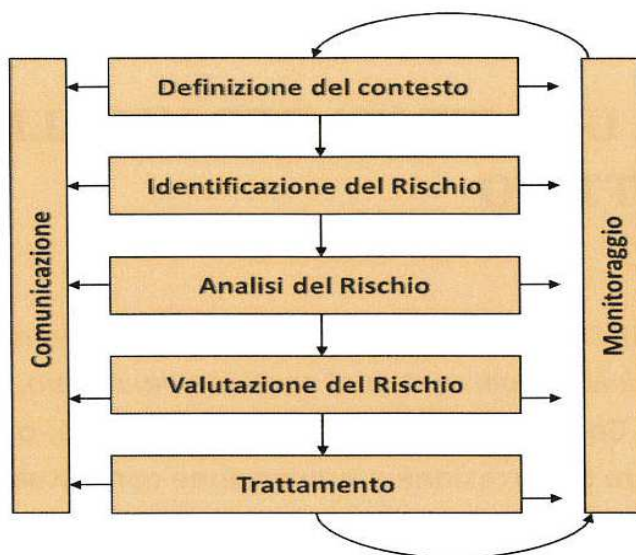 Definizione del contesto
Identificazione del Rischio
Analisi del Rischio
Valutazione del Rischio
Trattamento
Comunicazione
Monitoraggio